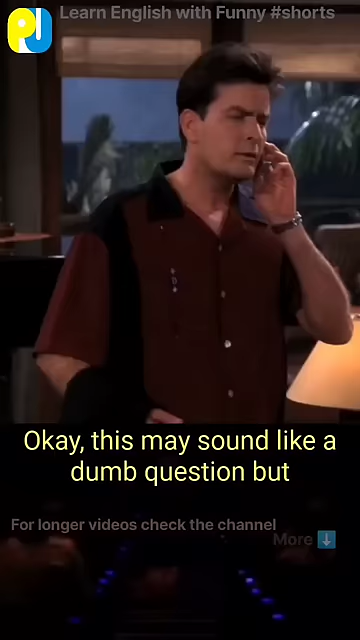 PU
Learn English with Funny #shorts
Okay, this may sound like a
dumb question but
For longer videos check the channel
More ⬇️